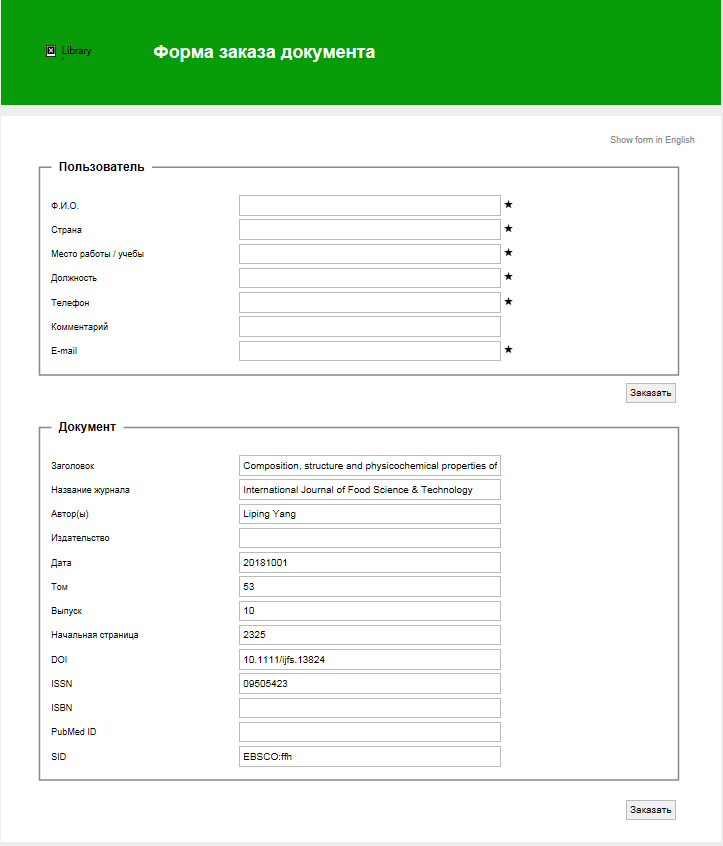 Library
Форма заказа документа
Show form in English
Пользователь
Ф.И.О. ★
Страна ★
Место работы / учебы ★
Должность ★
Телефон ★
Комментарий
E-mail ★
Заказать
Документ
Заголовок Composition, structure and physicochemical properties of
Название журнала International Journal of Food Science & Technology
Автор(ы) Liping Yang
Издательство
Дата 20181001
Том 53
Выпуск 10
Начальная страница 2325
DOI 10.1111/ijfs.13824
ISSN 09505423
ISBN
PubMed ID
SID EBSCO:ffh
Заказать